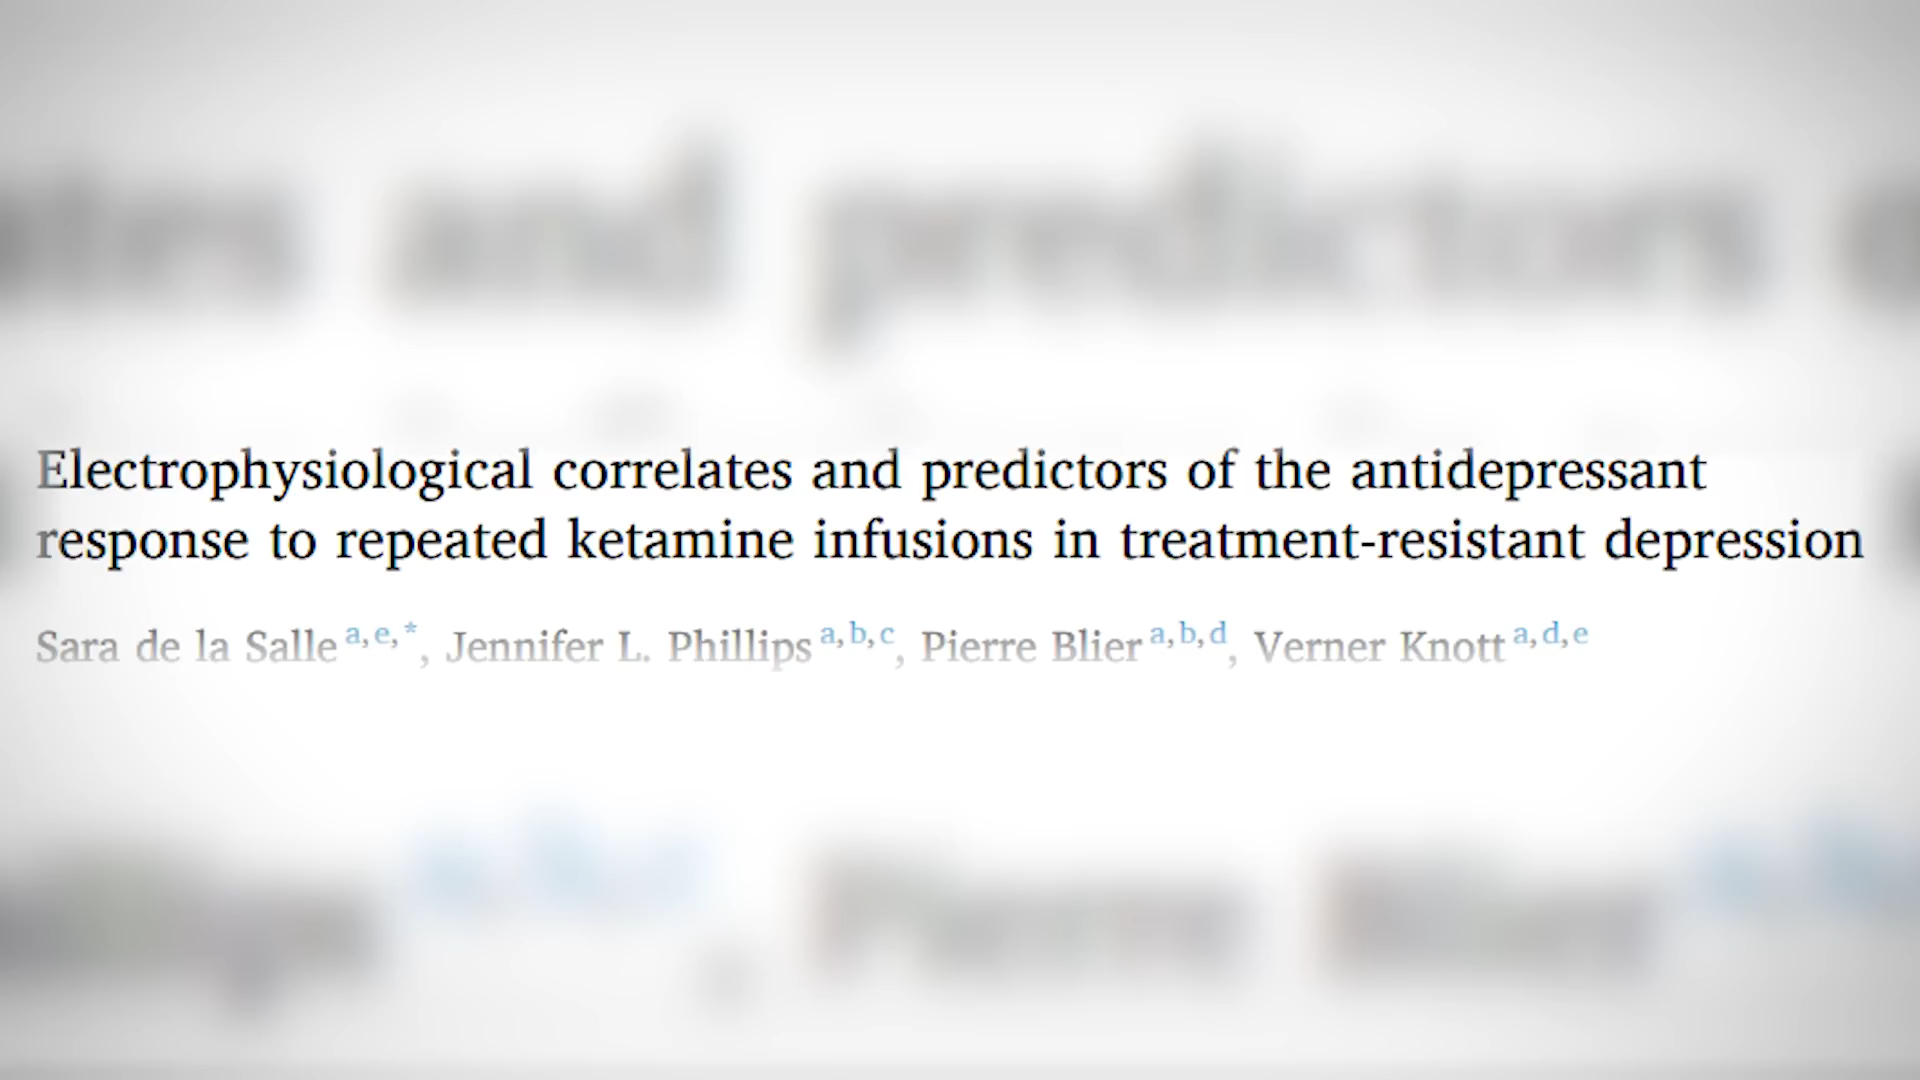 Electrophysiological correlates and predictors of the antidepressant
response to repeated ketamine infusions in treatment-resistant depression
Sara de la Salle a,e,*, Jennifer L. Phillips a,b,c, Pierre Blier a,b,d, Verner Knott a,d,e